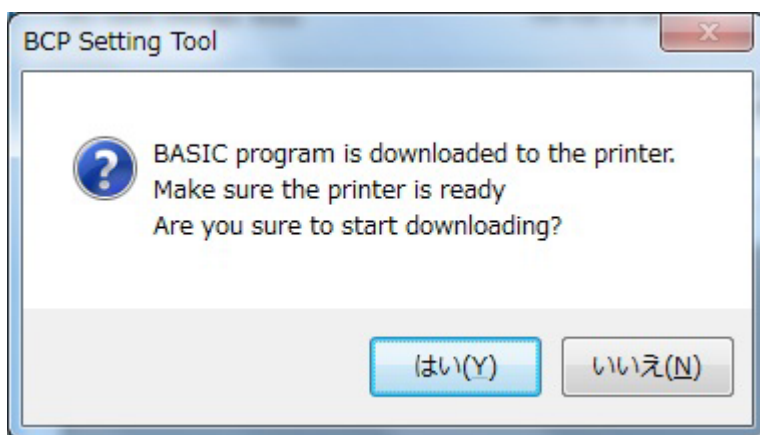 BCP Setting Tool
BASIC program is downloaded to the printer.
Make sure the printer is ready
Are you sure to start downloading?
はい(Y)
いいえ(N)